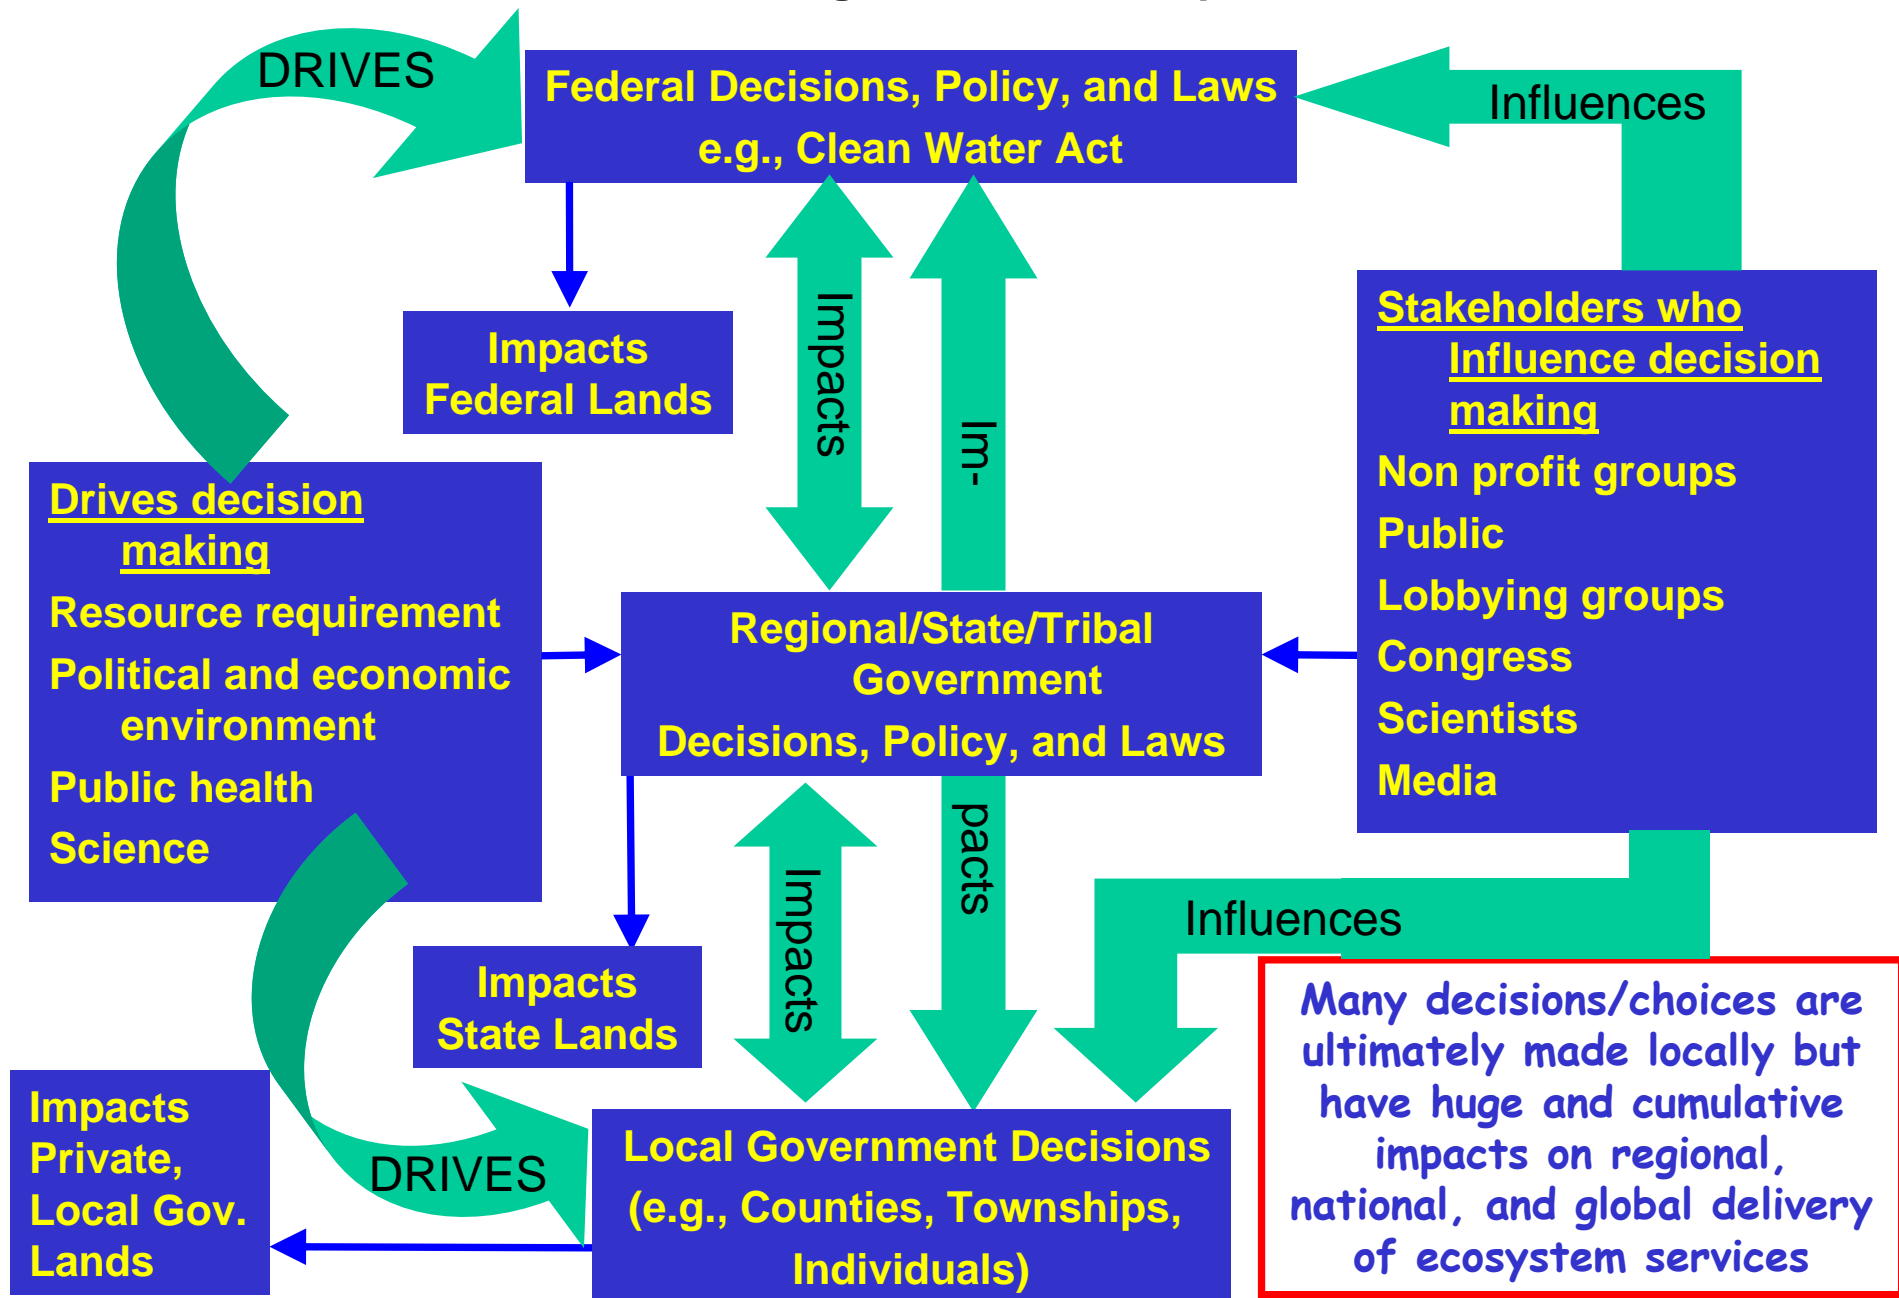 DRIVES
Federal Decisions, Policy, and Laws
e.g., Clean Water Act
Influences
Impacts
Federal Lands
Impacts
Im-
Stakeholders who
Influence decision
making
Non profit groups
Public
Lobbying groups
Congress
Scientists
Media
Drives decision
making
Resource requirement
Political and economic
environment
Public health
Science
Regional/State/Tribal
Government
Decisions, Policy, and Laws
Impacts
pacts
Influences
Impacts
State Lands
Impacts
Private,
Local Gov.
Lands
DRIVES
Local Government Decisions
(e.g., Counties, Townships,
Individuals)
Many decisions/choices are
ultimately made locally but
have huge and cumulative
impacts on regional,
national, and global delivery
of ecosystem services